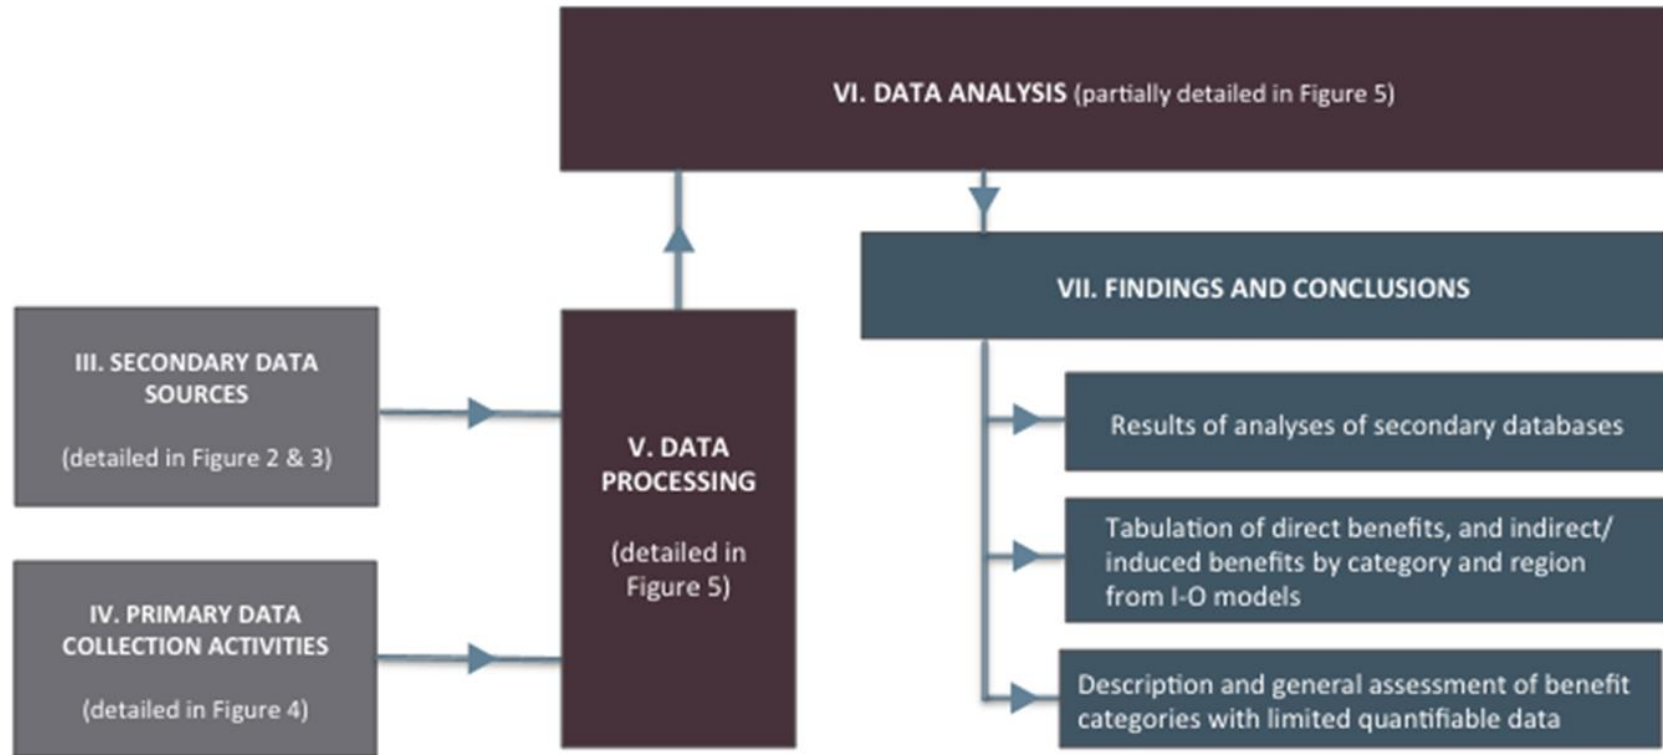 VI. DATA ANALYSIS (partially detailed in Figure 5)
VII. FINDINGS AND CONCLUSIONS
III. SECONDARY DATA
SOURCES
(detailed in Figure 2 & 3)
V. DATA
PROCESSING
(detailed in
Figure 5)
IV. PRIMARY DATA
COLLECTION ACTIVITIES
(detailed in Figure 4)
Results of analyses of secondary databases
Tabulation of direct benefits, and indirect/
induced benefits by category and region
from I-O models
Description and general assessment of benefit
categories with limited quantifiable data